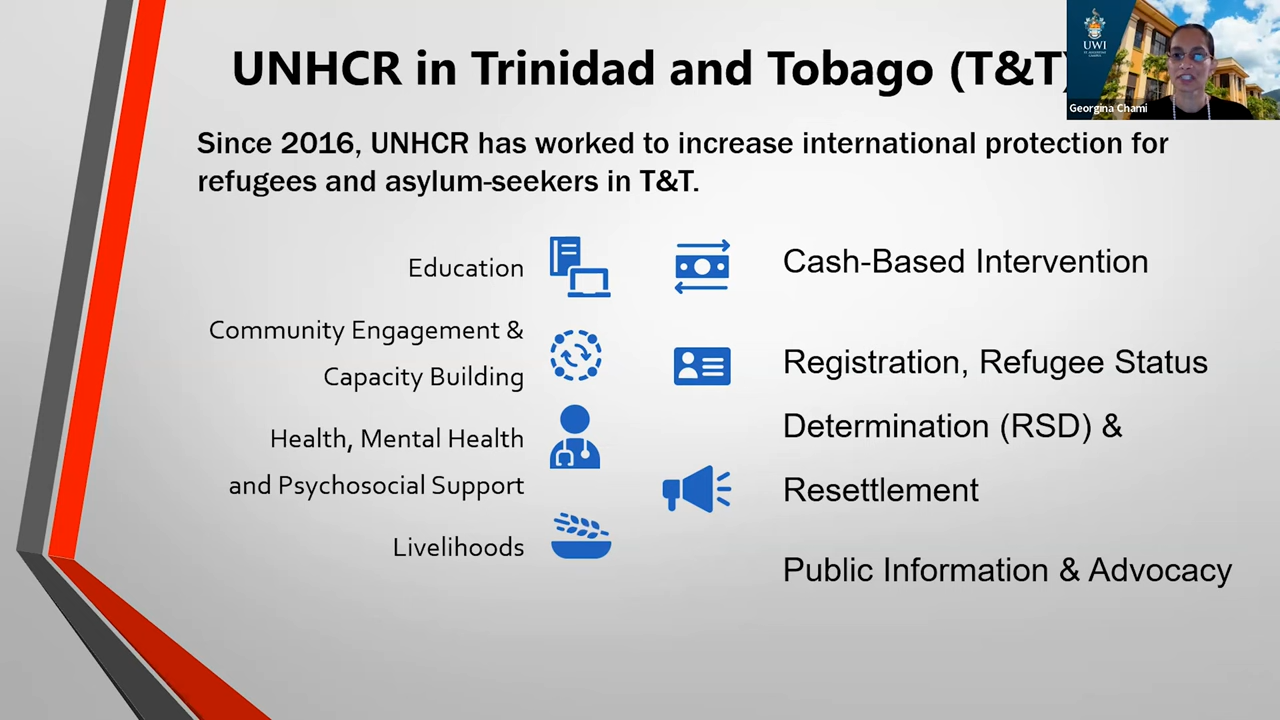 UNHCR in Trinidad and Tobago (T&T)
UWI
Georgina Chami
Since 2016, UNHCR has worked to increase international protection for
refugees and asylum-seekers in T&T.
Education
Community Engagement &
Capacity Building
Health, Mental Health
and Psychosocial Support
Livelihoods
Cash-Based Intervention
Registration, Refugee Status
Determination (RSD) &
Resettlement
Public Information & Advocacy